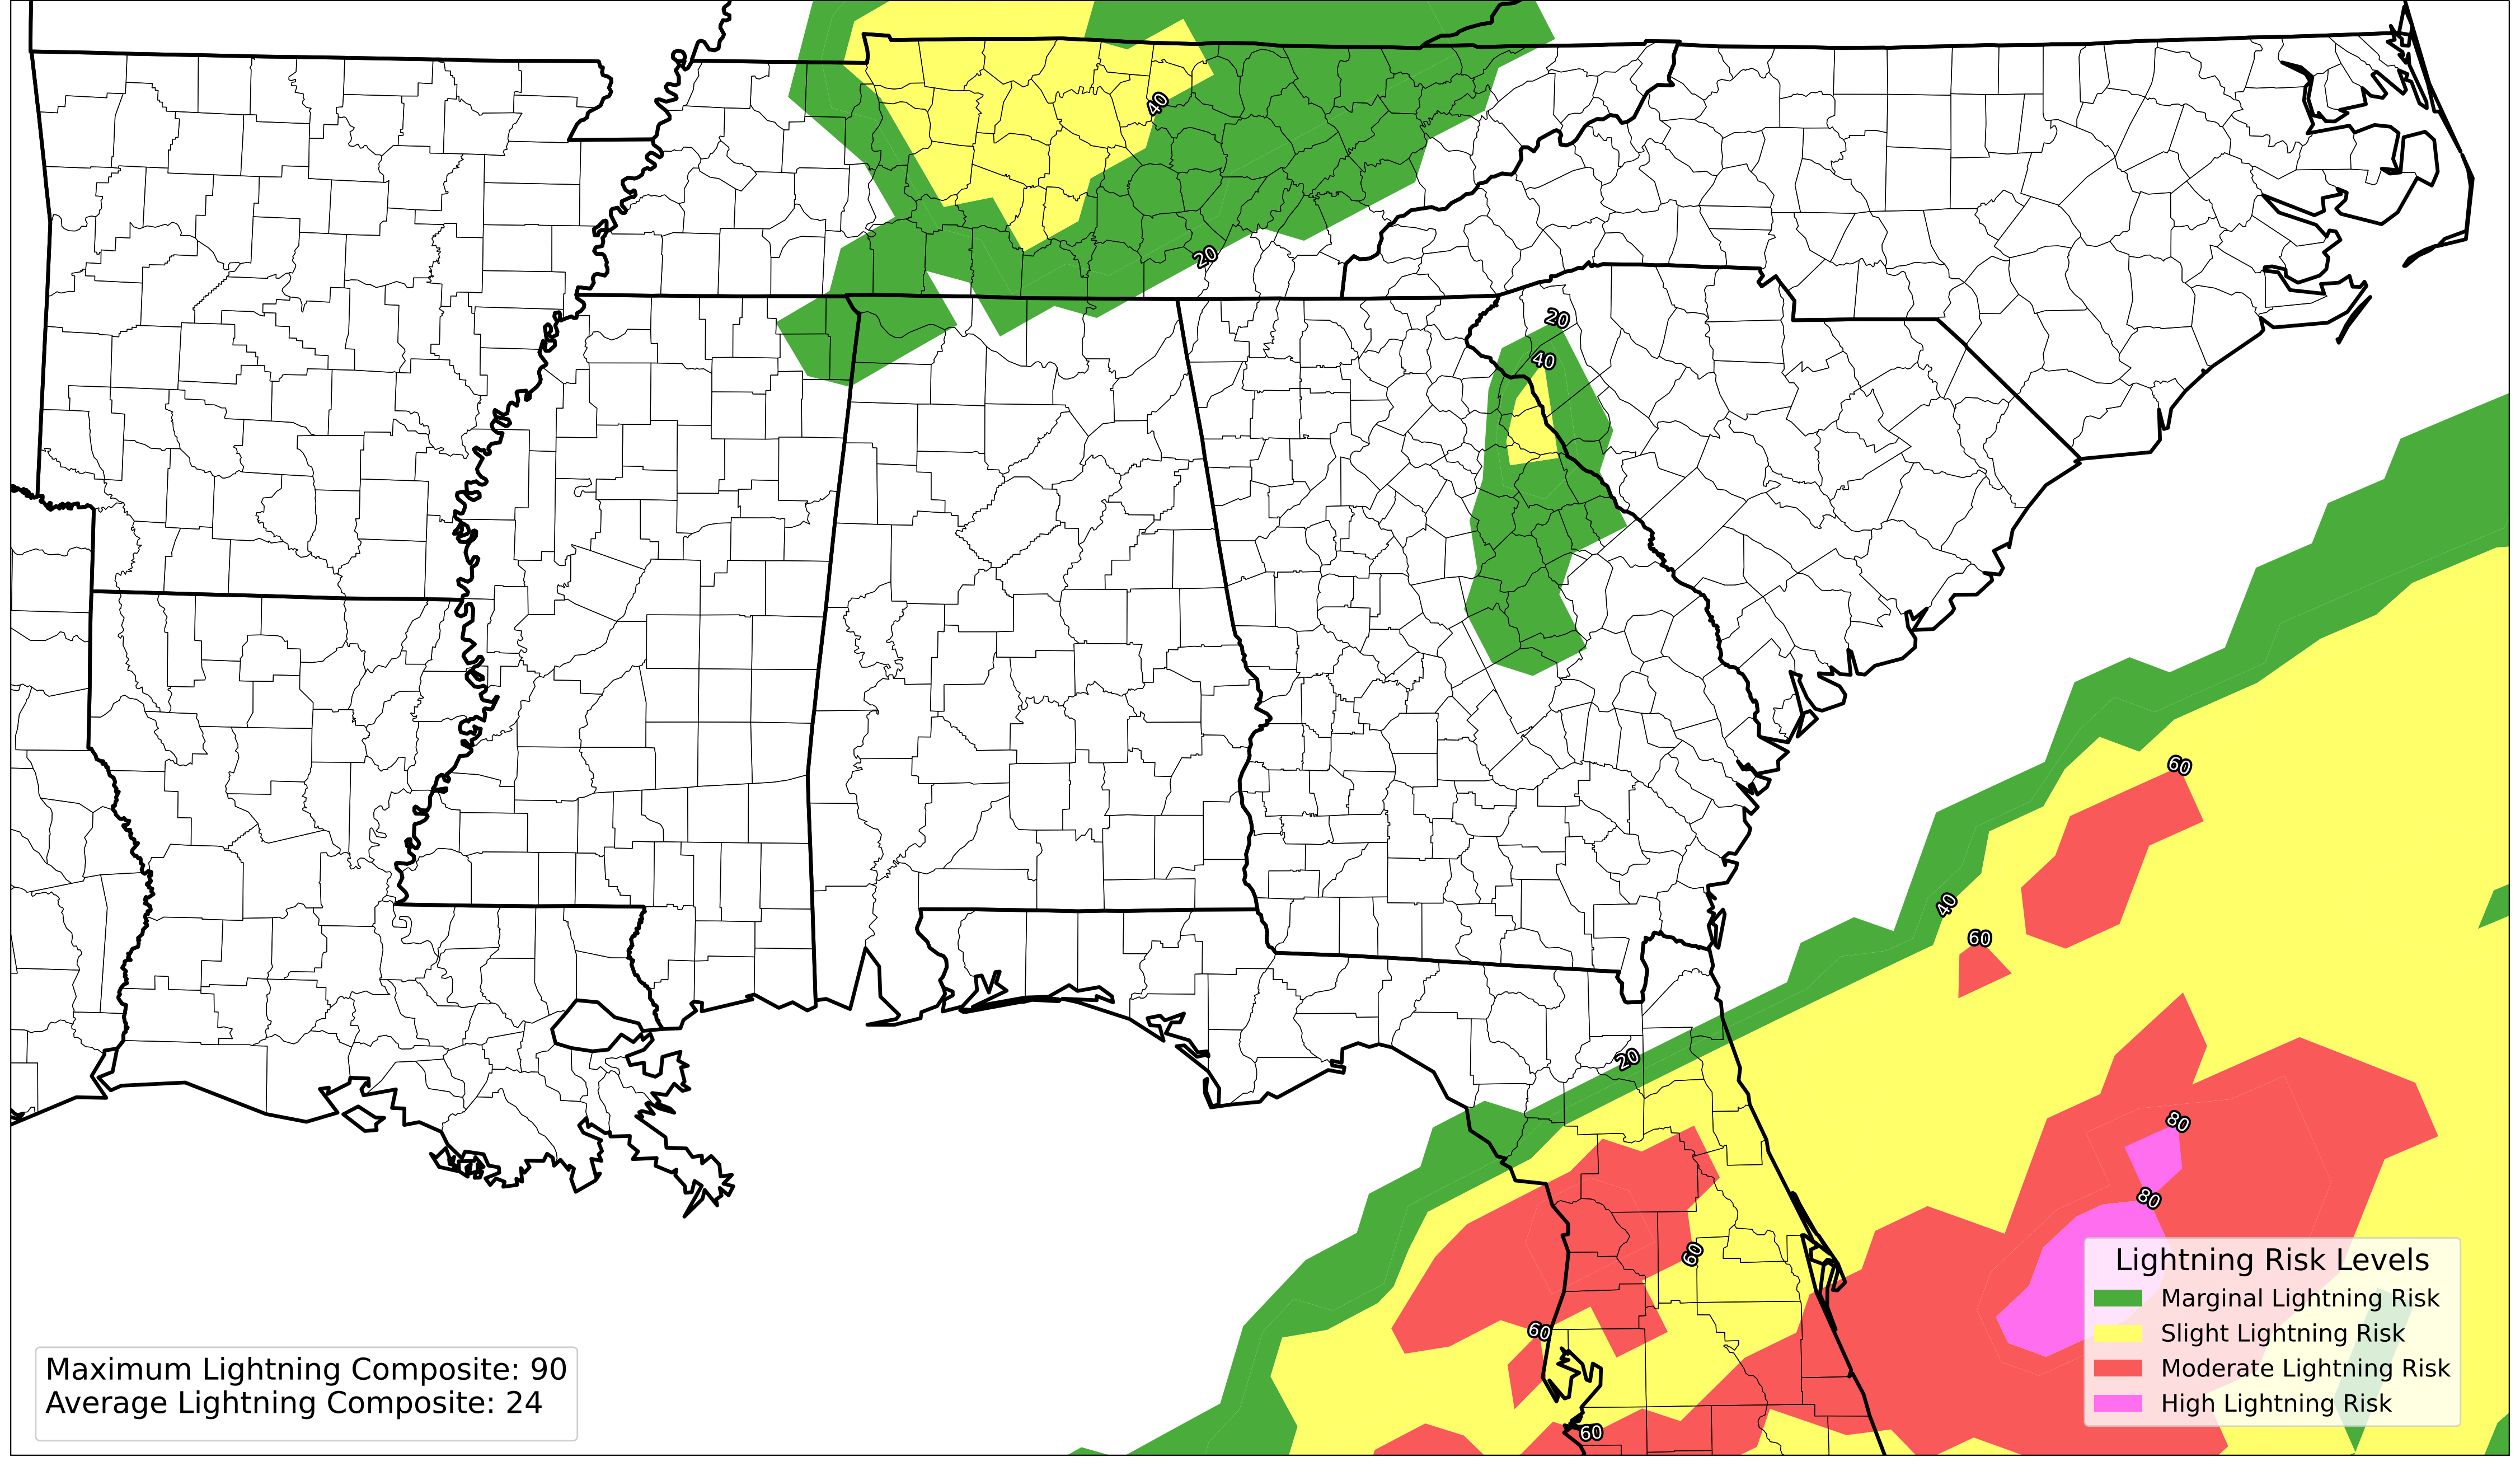 40
20
20
40
60
40
60
20
80
80
60
60
60
Lightning Risk Levels
Marginal Lightning Risk
Slight Lightning Risk
Moderate Lightning Risk
High Lightning Risk
Maximum Lightning Composite: 90
Average Lightning Composite: 24